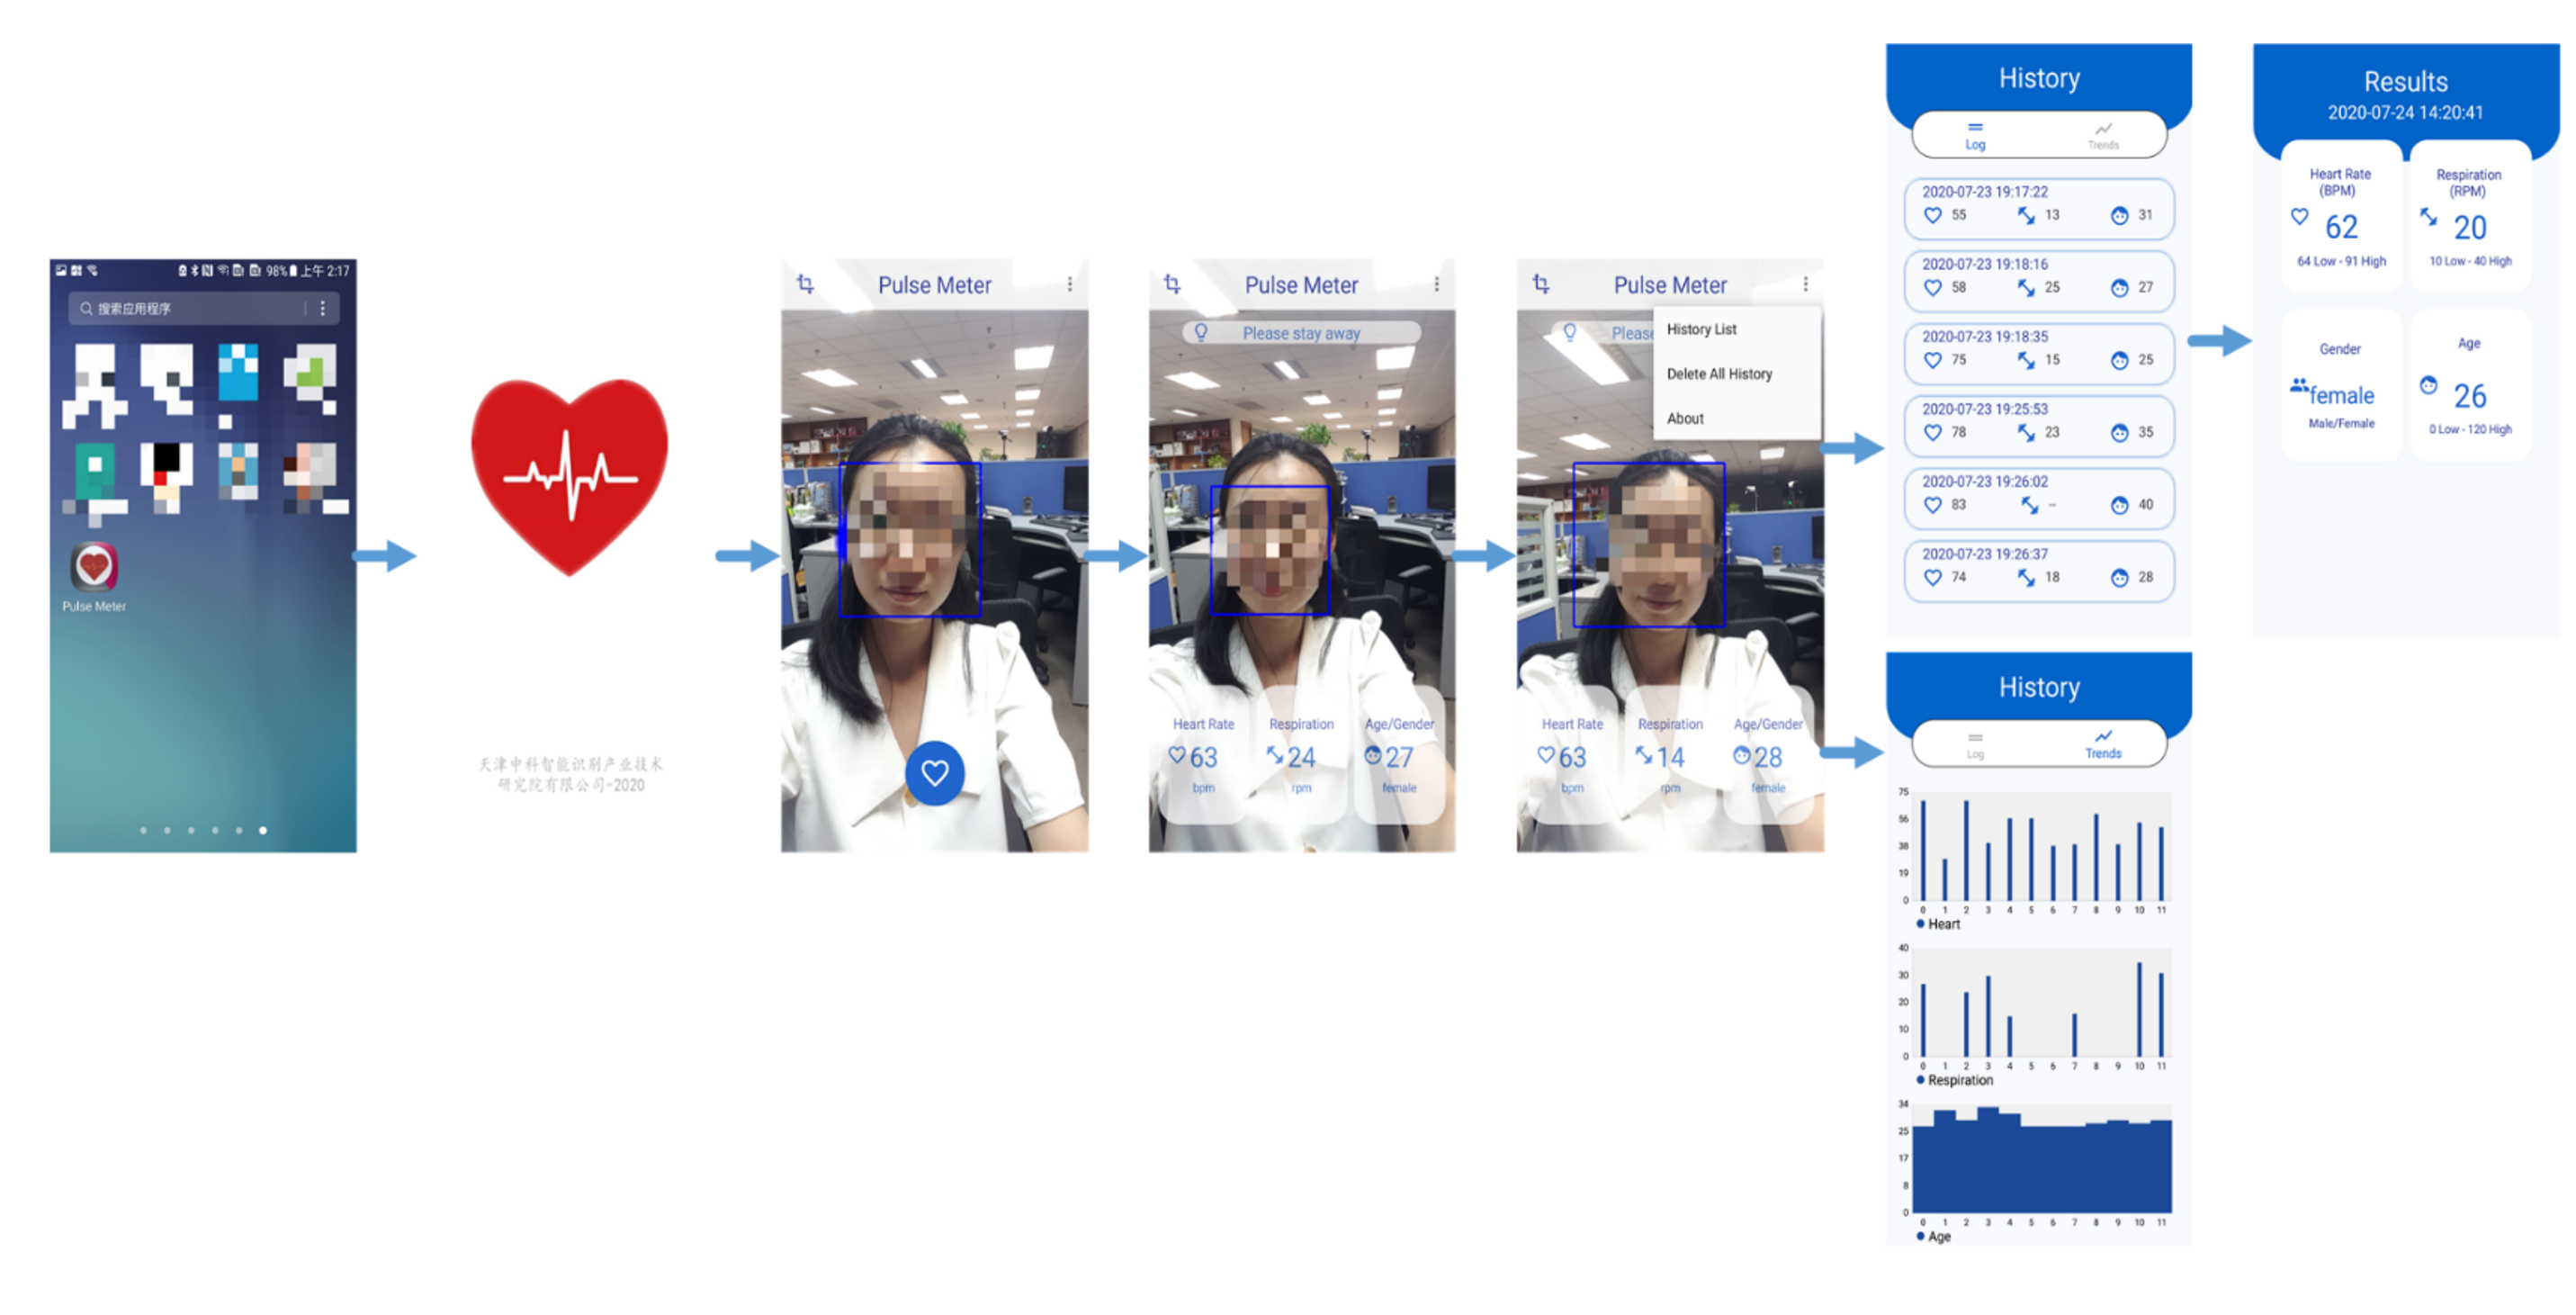 98% 上午 2:17
搜索应用程序
Pulse Meter
天津中科智能识别产业技术
研究院有限公司-2020
Pulse Meter
Pulse Meter
Please stay away
Heart Rate
63
bpm
Respiration
24
rpm
Age/Gender
27
female
Pulse Meter
Please
History List
Delete All History
About
Heart Rate
63
bpm
Respiration
14
rpm
Age/Gender
28
female
History
Log
Trends
2020-07-23 19:17:22
55 13 31
2020-07-23 19:18:16
58 25 27
2020-07-23 19:18:35
75 15 25
2020-07-23 19:25:53
78 23 35
2020-07-23 19:26:02
83 -- 40
2020-07-23 19:26:37
74 18 28
Results
2020-07-24 14:20:41
Heart Rate
(BPM)
62
64 Low - 91 High
Respiration
(RPM)
20
10 Low - 40 High
Gender
female
Male/Female
Age
26
0 Low - 120 High
History
Log
Trends
75
56
38
19
0
0 1 2 3 4 5 6 7 8 9 10 11
Heart
40
30
20
10
0
0 1 2 3 4 5 6 7 8 9 10 11
Respiration
34
25
17
8
0
0 1 2 3 4 5 6 7 8 9 10 11
Age